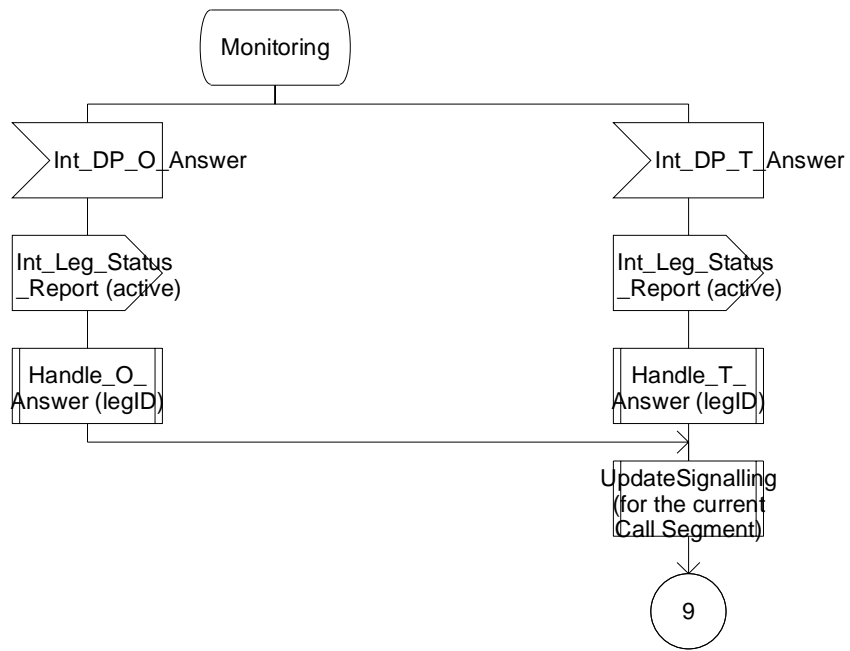 Monitoring
Int_DP_O_Answer
Int_DP_T_Answer
Int_Leg_Status
_Report (active)
Int_Leg_Status
_Report (active)
Handle_O_
Answer (legID)
Handle_T_
Answer (legID)
UpdateSignalling
(for the current
Call Segment)
9